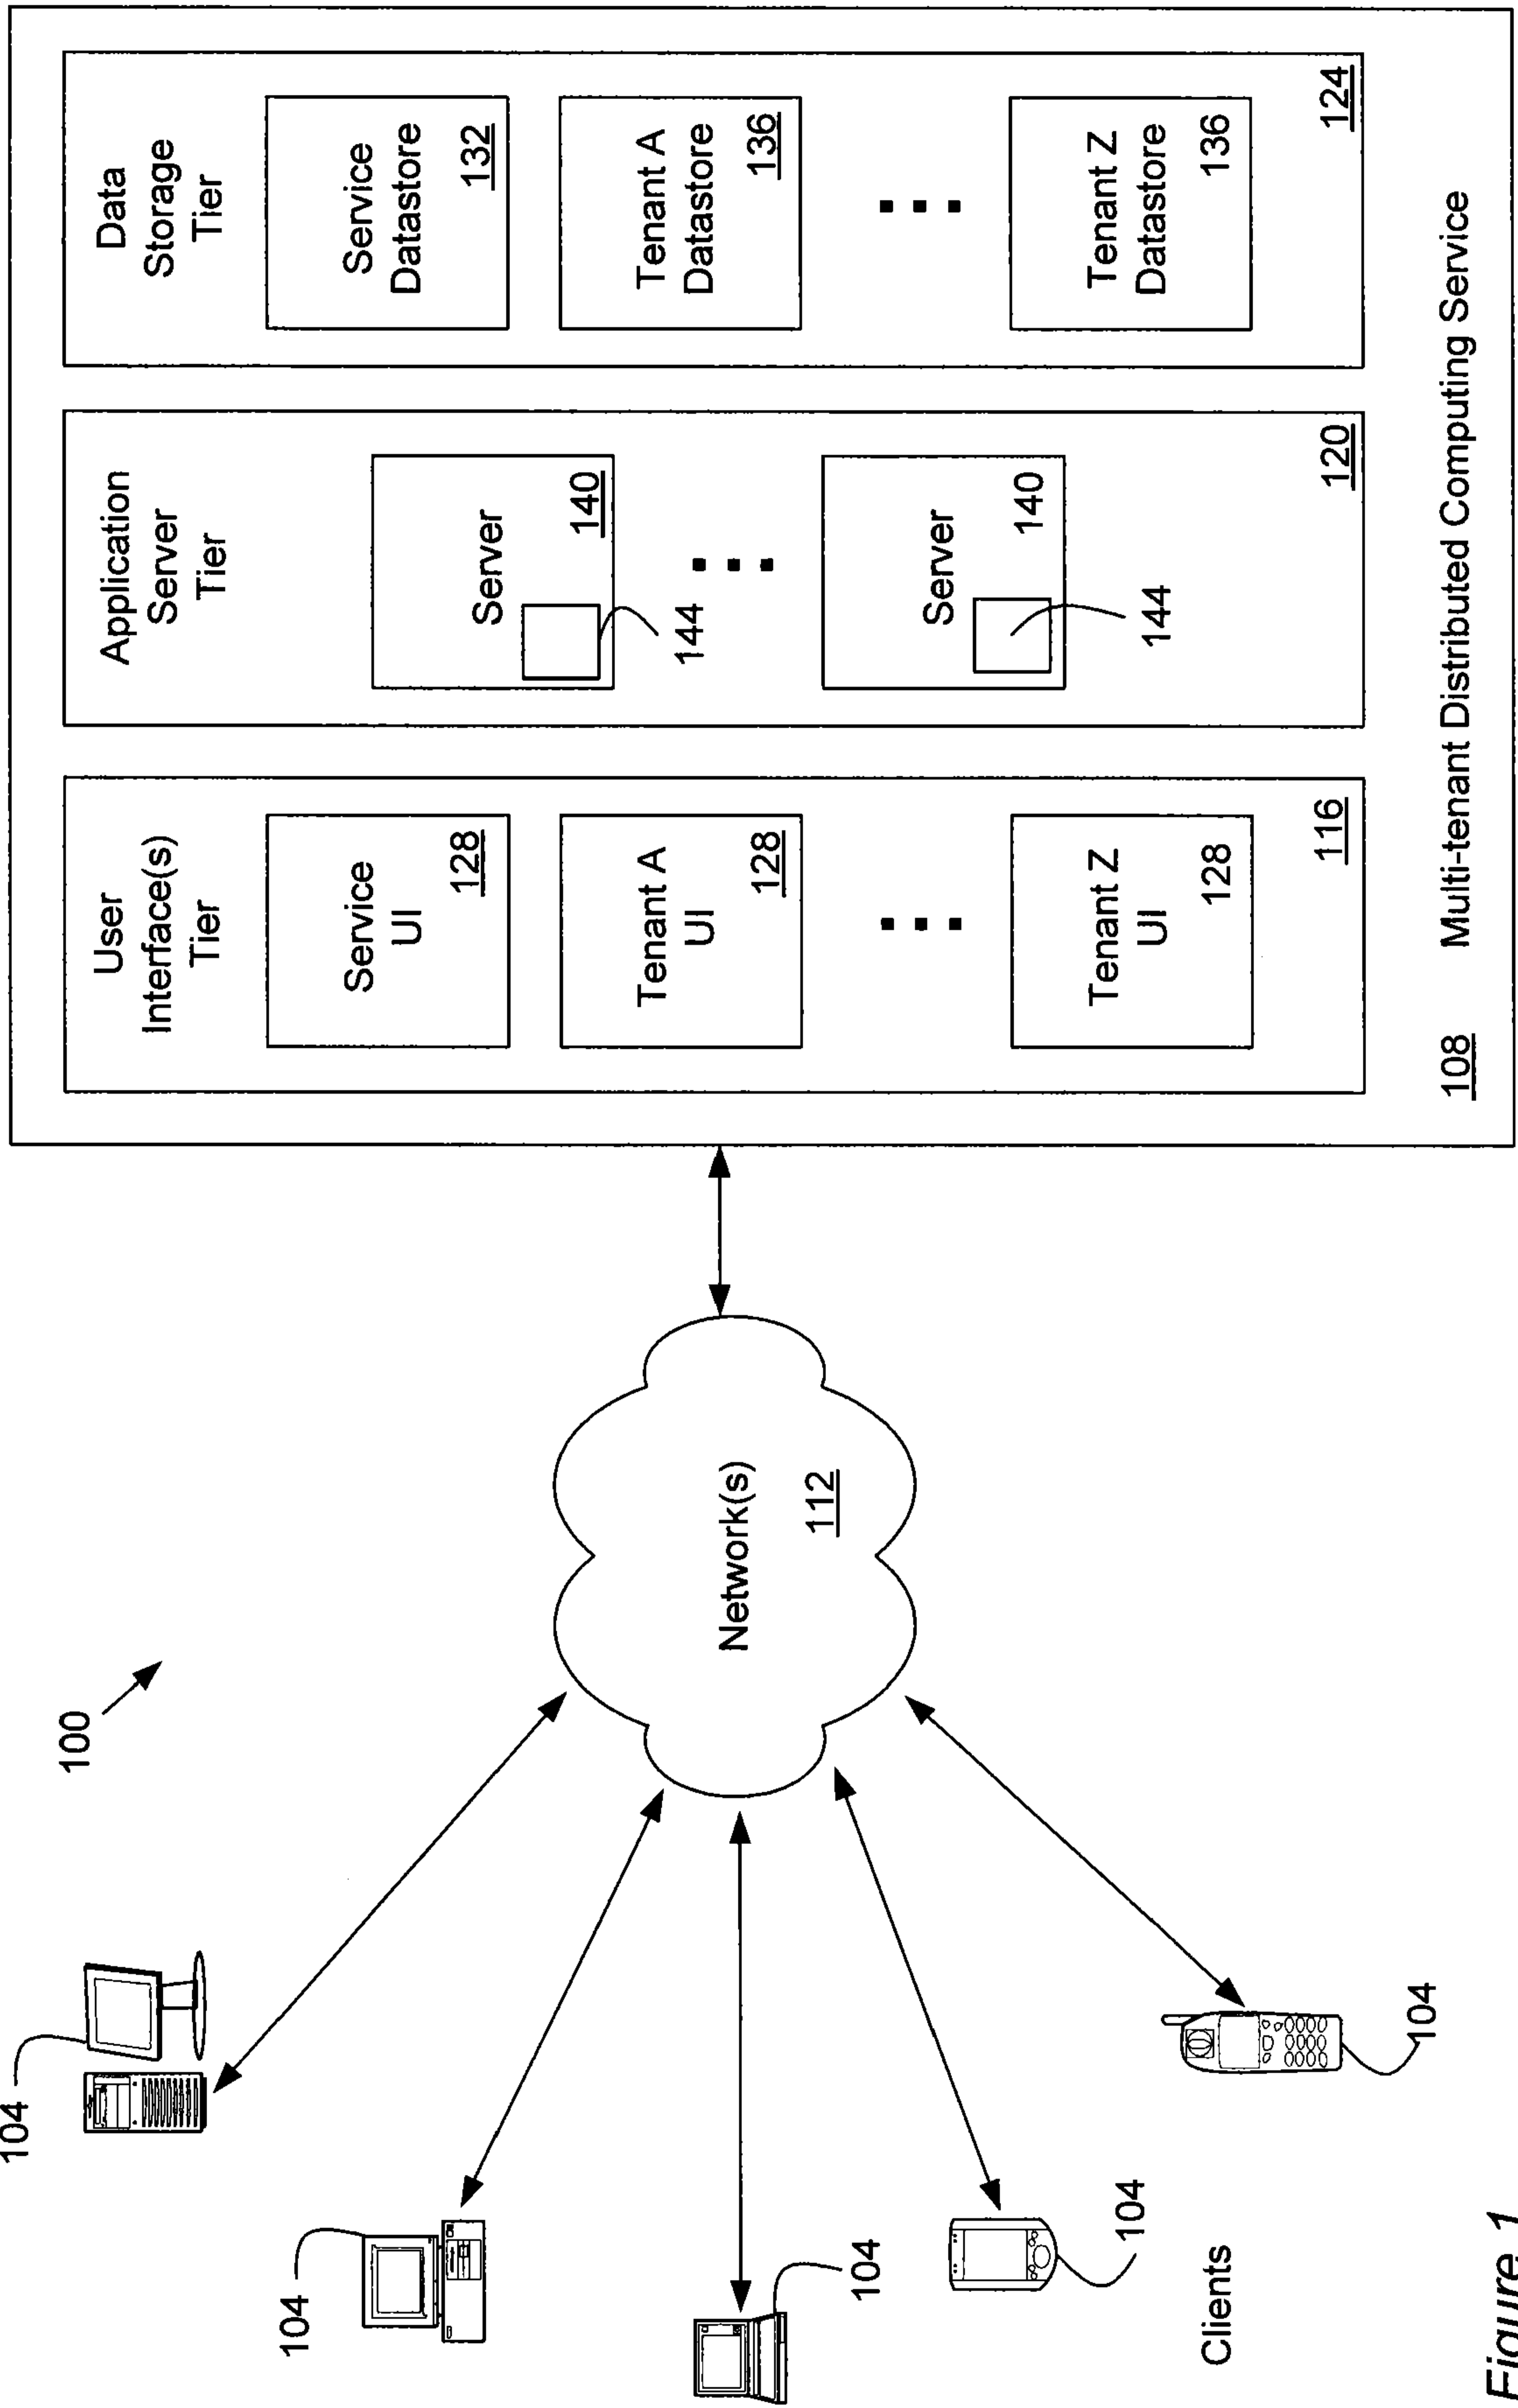 100
104
104
104
104
104
Clients
Network(s)
112
User
Interface(s)
Tier
Service
UI
128
Tenant A
UI
128
Tenant Z
UI
128
116
Application
Server
Tier
Server
140
144
Server
140
144
120
Data
Storage
Tier
Service
Datastore
132
Tenant A
Datastore
136
Tenant Z
Datastore
136
124
108 Multi-tenant Distributed Computing Service
Figure 1